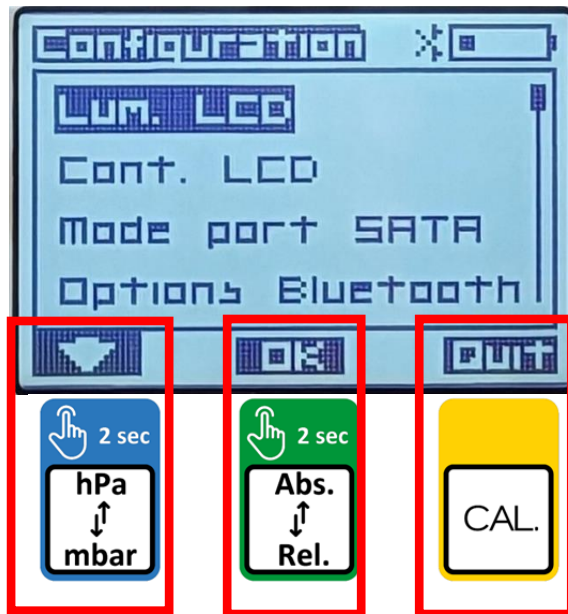 Configuration
Lum. LCD
Cont. LCD
Mode port SATA
Options Bluetooth
OK
Quit
2 sec
2 sec
hPa
mbar
Abs.
Rel.
CAL.